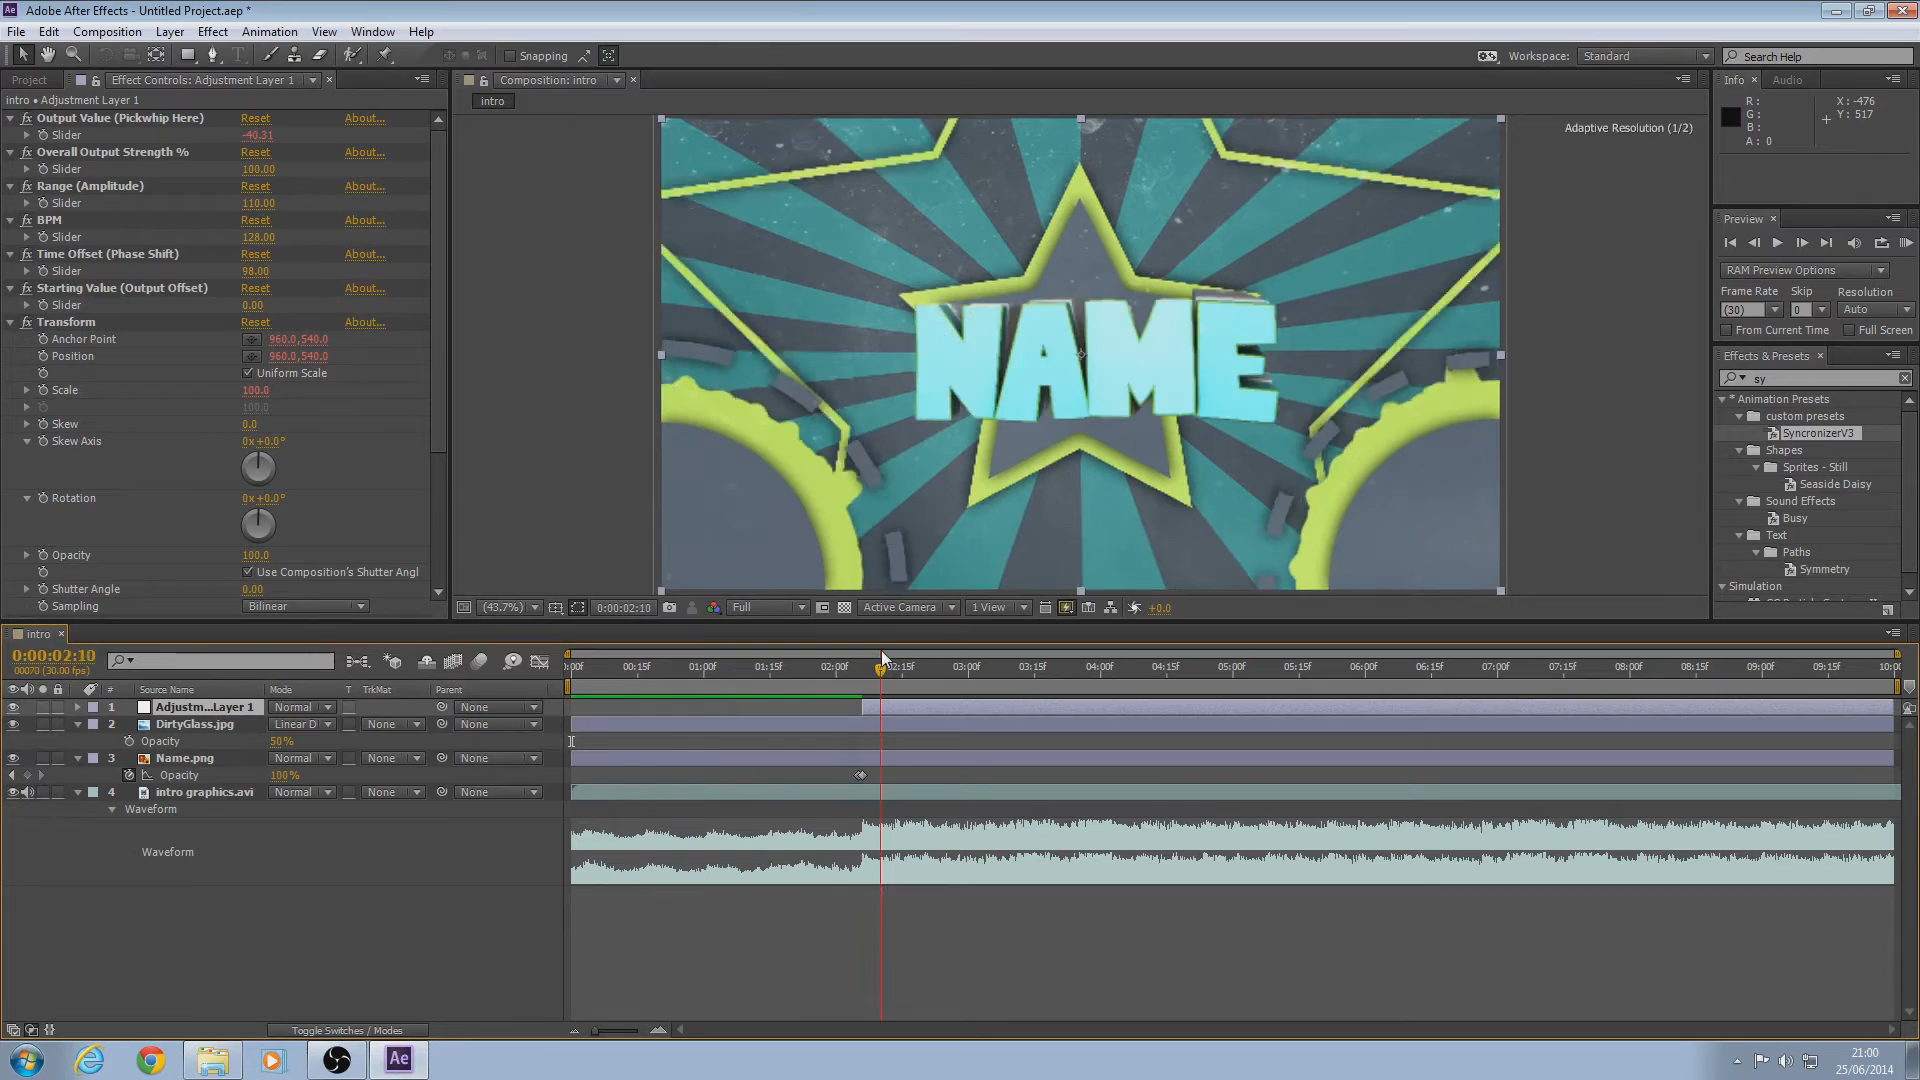 Adobe After Effects - Untitled Project.aep *
File Edit Composition Layer Effect Animation View Window Help
Snapping
Workspace: Standard Search Help
Project Effect Controls: Adjustment Layer 1
Composition: intro
Info Audio
intro • Adjustment Layer 1
intro
Output Value (Pickwhip Here) Reset About...
Slider -40.31
Overall Output Strength % Reset About...
Slider 100.00
Range (Amplitude) Reset About...
Slider 110.00
BPM Reset About...
Slider 128.00
Time Offset (Phase Shift) Reset About...
Slider 98.00
Starting Value (Output Offset) Reset About...
Slider 0.00
Transform Reset About...
Anchor Point 960.0,540.0
Position 960.0,540.0
Uniform Scale
Scale 100.0
100.0
Skew 0.0
Skew Axis 0x+0.0°
Rotation 0x+0.0°
Opacity 100.0
Use Composition's Shutter Angl
Shutter Angle 0.00
Sampling Bilinear
Adaptive Resolution (1/2)
NAME
(43.7%) 0:00:02:10 Full Active Camera 1 View +0.0
R: X: -476
G: Y: 517
B:
A: 0
Preview
RAM Preview Options
Frame Rate Skip Resolution
(30) 0 Auto
From Current Time Full Screen
Effects & Presets
sy
* Animation Presets
custom presets
SyncronizerV3
Shapes
Sprites - Still
Seaside Daisy
Sound Effects
Busy
Text
Paths
Symmetry
Simulation
intro
0:00:02:10
00070 (30.00 fps)
:00f 00:15f 01:00f 01:15f 02:00f 02:15f 03:00f 03:15f 04:00f 04:15f 05:00f 05:15f 06:00f 06:15f 07:00f 07:15f 08:00f 08:15f 09:00f 09:15f 10:00
# Source Name Mode T TrkMat Parent
1 Adjustm...Layer 1 Normal None
2 DirtyGlass.jpg Linear D None None
Opacity 50%
3 Name.png Normal None None
Opacity 100%
4 intro graphics.avi Normal None None
Waveform
Waveform
Toggle Switches / Modes
21:00
25/06/2014